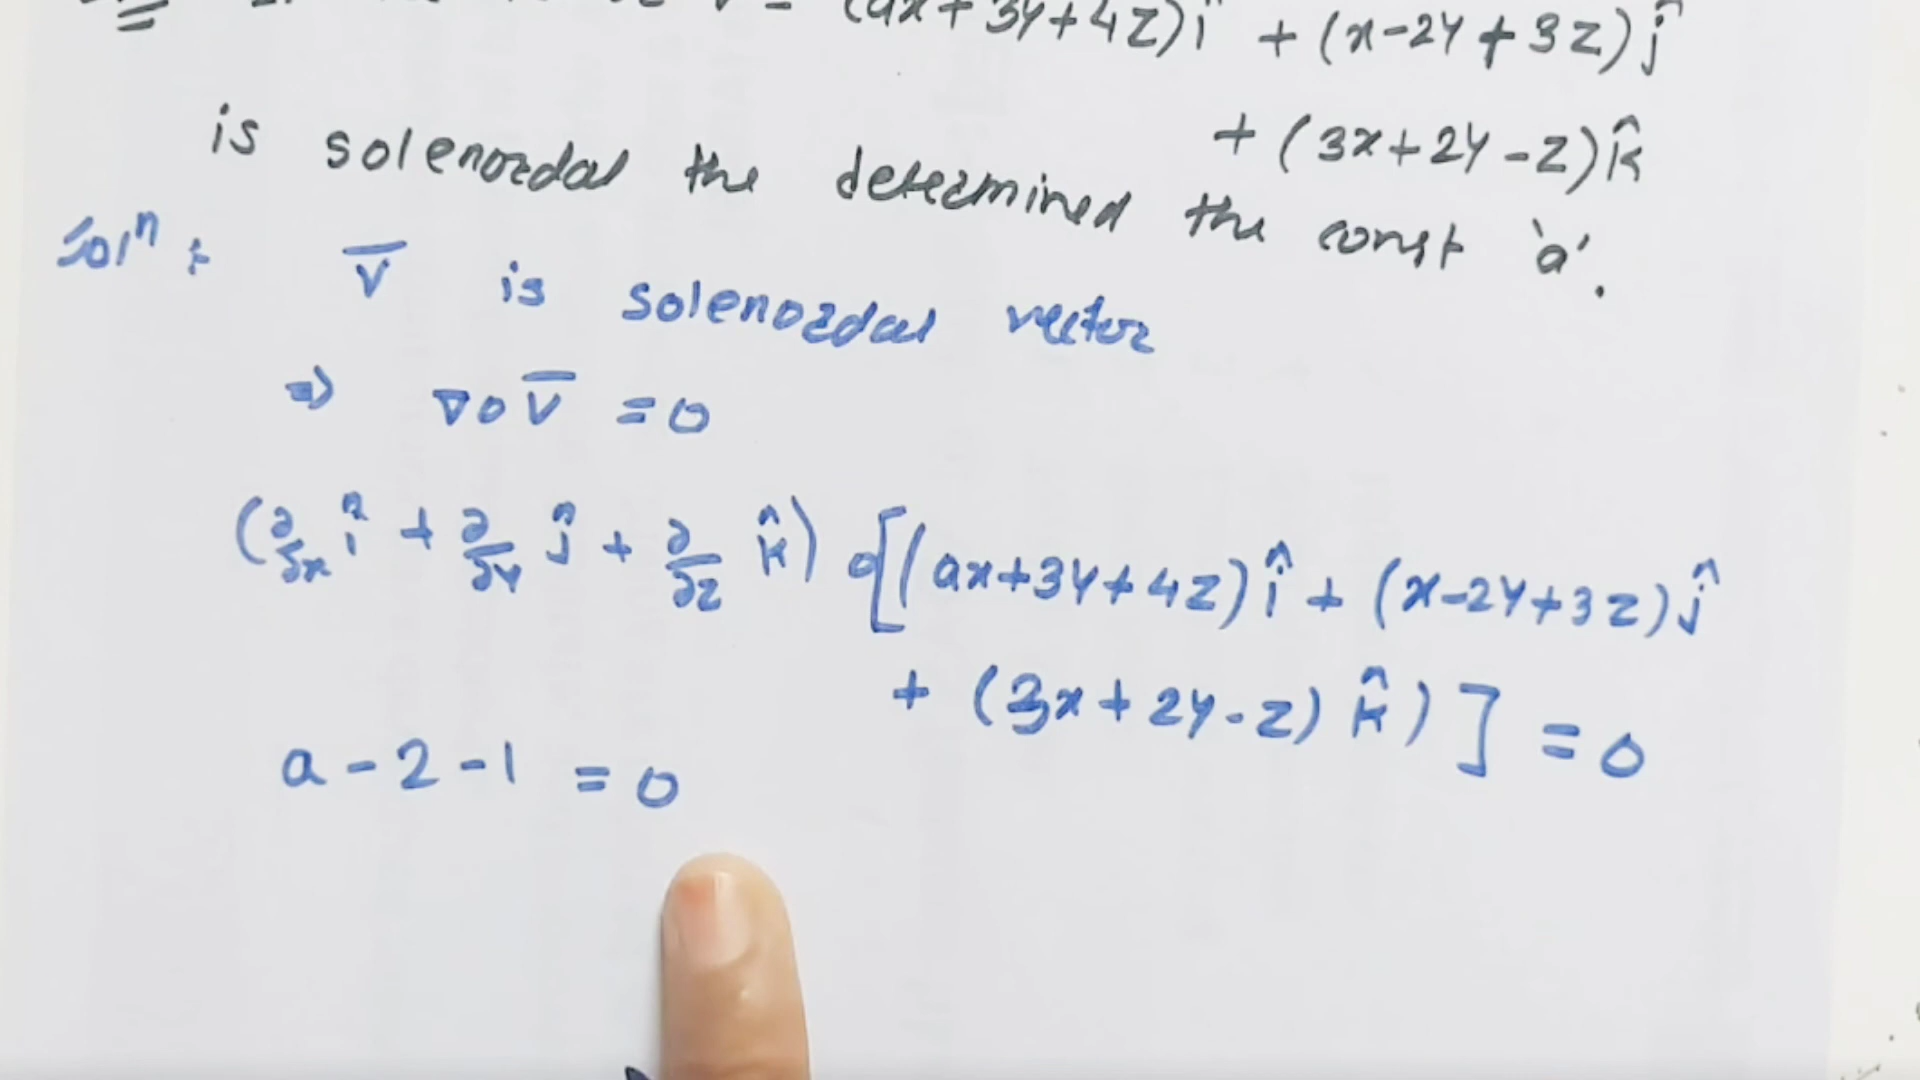 V = (ax+3y+4z)î + (x-2y+3z)ĵ
+ (3x+2y-z)k̂
is solenoidal the determined the const 'a'.
Solⁿ : V̅ is solenoidal vector
⇒ ∇∘V̅ = 0
(∂/∂x î + ∂/∂y ĵ + ∂/∂z k̂) ∘ [(ax+3y+4z)î + (x-2y+3z)ĵ
+ (3x+2y-z) k̂)] = 0
a-2-1 = 0